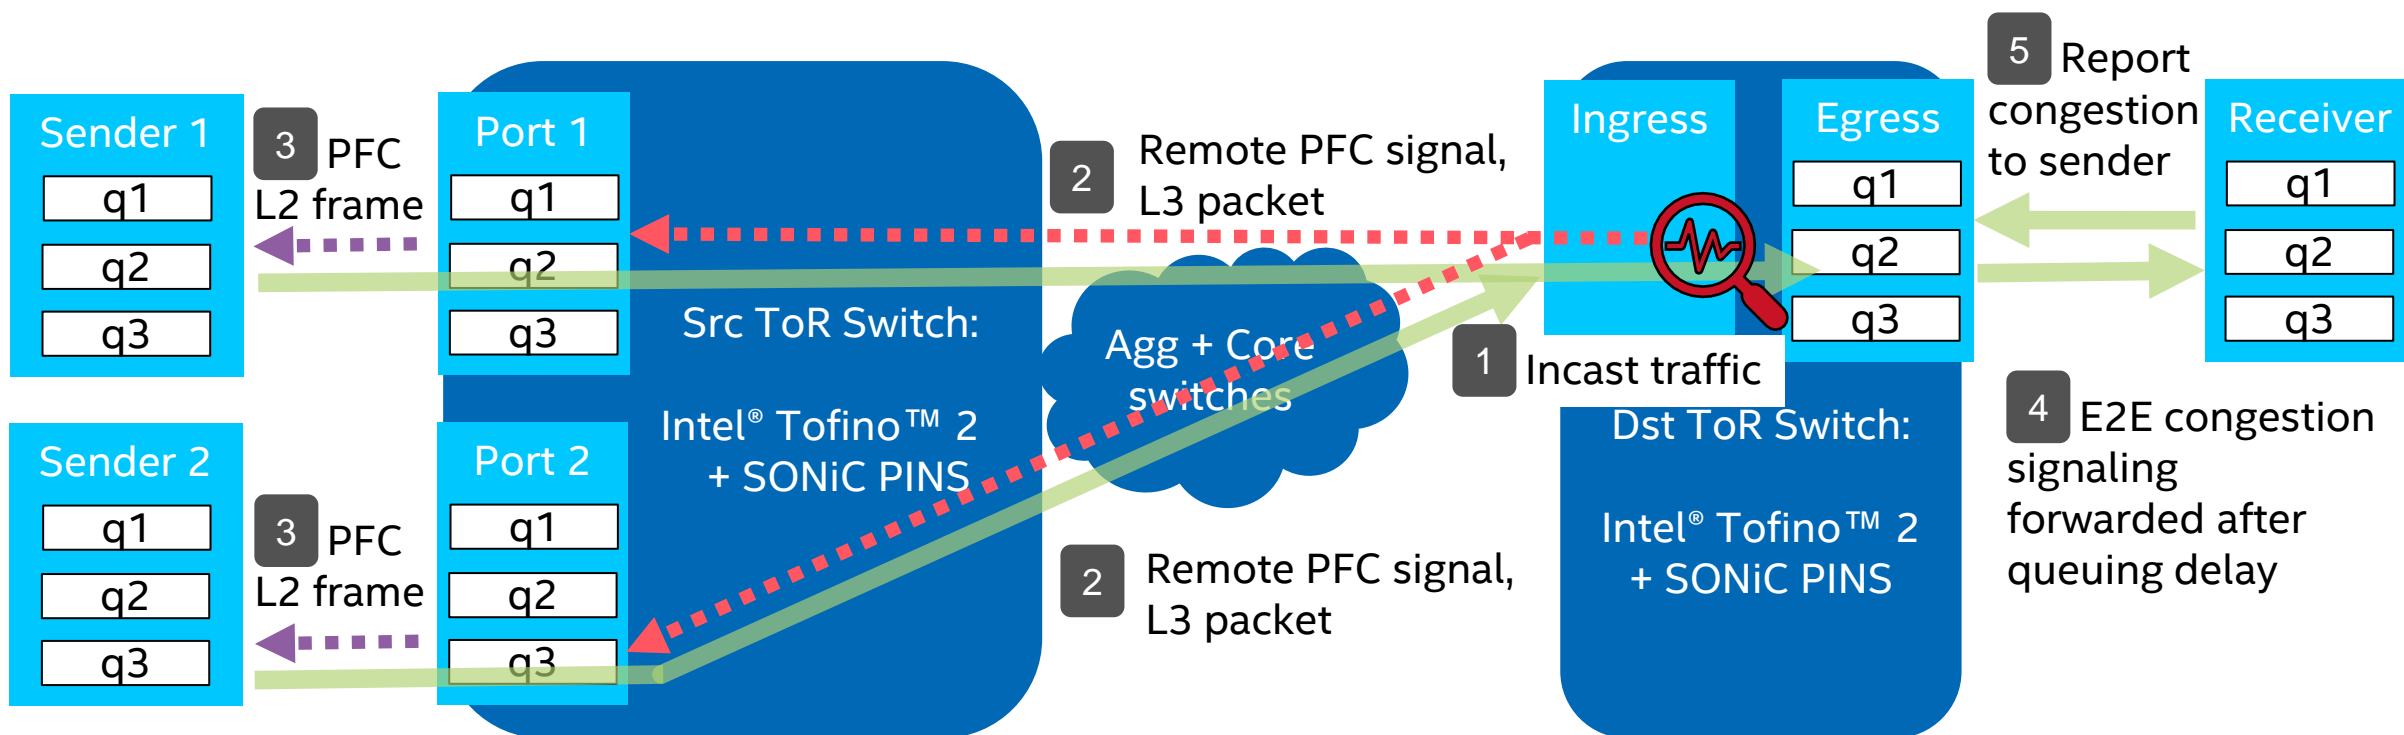 Sender 1
q1
q2
q3
3 PFC
L2 frame
Port 1
q1
q2
q3
Sender 2
q1
q2
q3
3 PFC
L2 frame
Port 2
q1
q2
q3
Src ToR Switch:
Intel® Tofino™ 2
+ SONiC PINS
2 Remote PFC signal,
L3 packet
Agg + Core
switches
2 Remote PFC signal,
L3 packet
1 Incast traffic
Ingress
Egress
q1
q2
q3
Dst ToR Switch:
Intel® Tofino™ 2
+ SONiC PINS
5 Report
congestion
to sender
Receiver
q1
q2
q3
4 E2E congestion
signaling
forwarded after
queuing delay